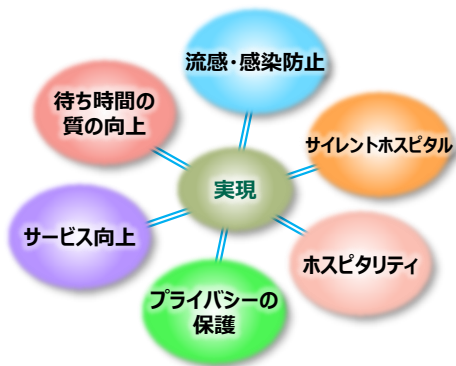 流感・感染防止
待ち時間の
質の向上
サイレントホスピタル
実現
サービス向上
ホスピタリティ
プライバシーの
保護